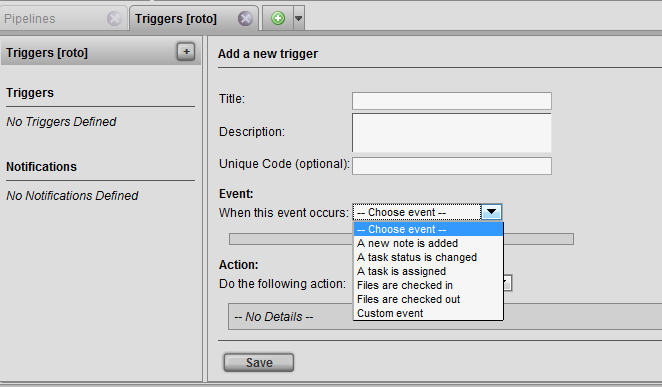 Pipelines
Triggers [roto]
Triggers [roto]
Triggers
No Triggers Defined
Notifications
No Notifications Defined
Add a new trigger
Title:
Description:
Unique Code (optional):
Event:
When this event occurs: -- Choose event --
-- Choose event --
A new note is added
A task status is changed
A task is assigned
Files are checked in
Files are checked out
Custom event
Action:
Do the following action:
-- No Details --
Save